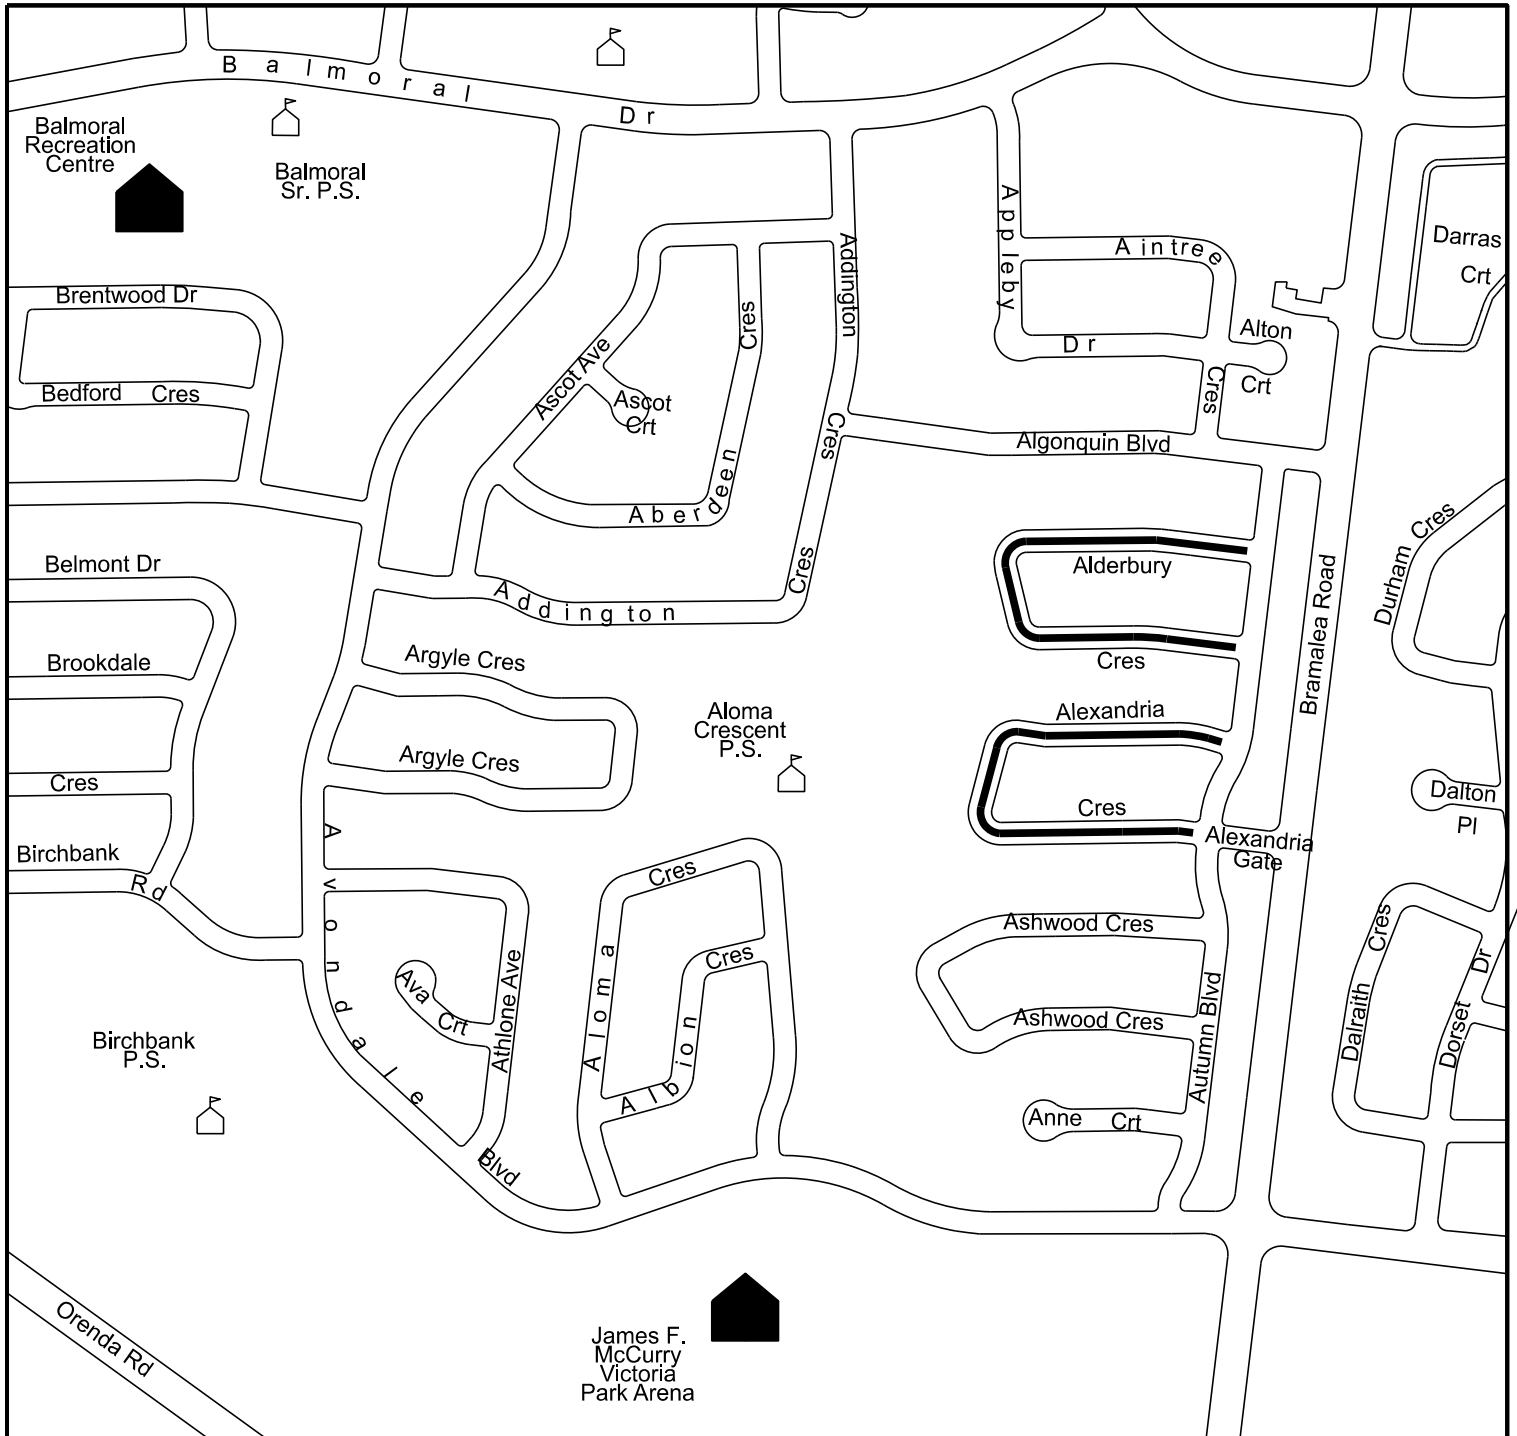 Balmoral
Dr
Balmoral
Recreation
Centre
Balmoral
Sr. P.S.
Appleby
Dr
Aintree
Cres
Addington
Cres
Darras
Crt
Brentwood Dr
Alton
Crt
Ascot Ave
Cres
Aberdeen
Ascot
Crt
Bedford Cres
Algonquin Blvd
Durham Cres
Belmont Dr
Alderbury
Cres
Bramalea Road
Cres
Addington
Brookdale
Cres
Argyle Cres
Argyle Cres
Aloma
Crescent
P.S.
Alexandria
Cres
Alexandria
Gate
Dalton
Pl
Birchbank
Rd
Avondale
Blvd
Cres
Aloma
Cres
Albion
Ashwood Cres
Ashwood Cres
Dalraith Cres
Dorset Dr
Ava
Crt
Athlone Ave
Autumn Blvd
Birchbank
P.S.
Anne Crt
Orenda Rd
James F.
McCurry
Victoria
Park Arena